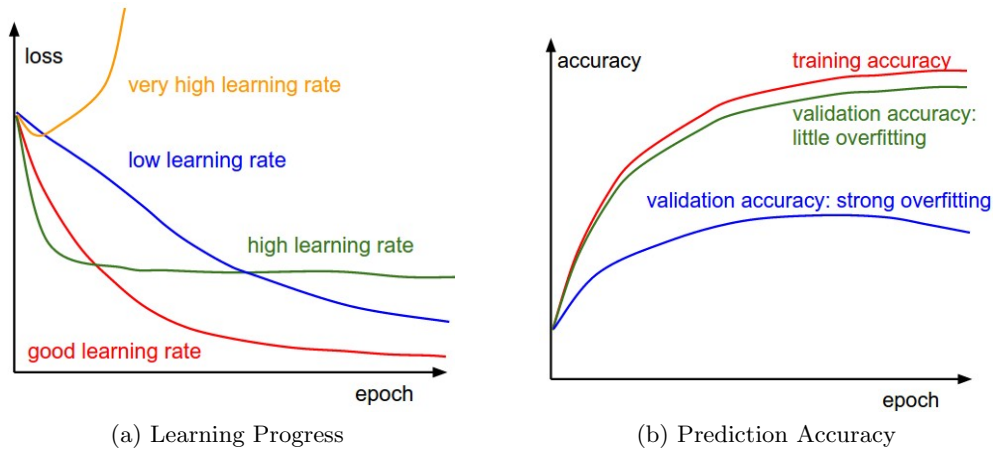 loss
very high learning rate
low learning rate
high learning rate
good learning rate
epoch
(a) Learning Progress
accuracy
training accuracy
validation accuracy:
little overfitting
validation accuracy: strong overfitting
epoch
(b) Prediction Accuracy